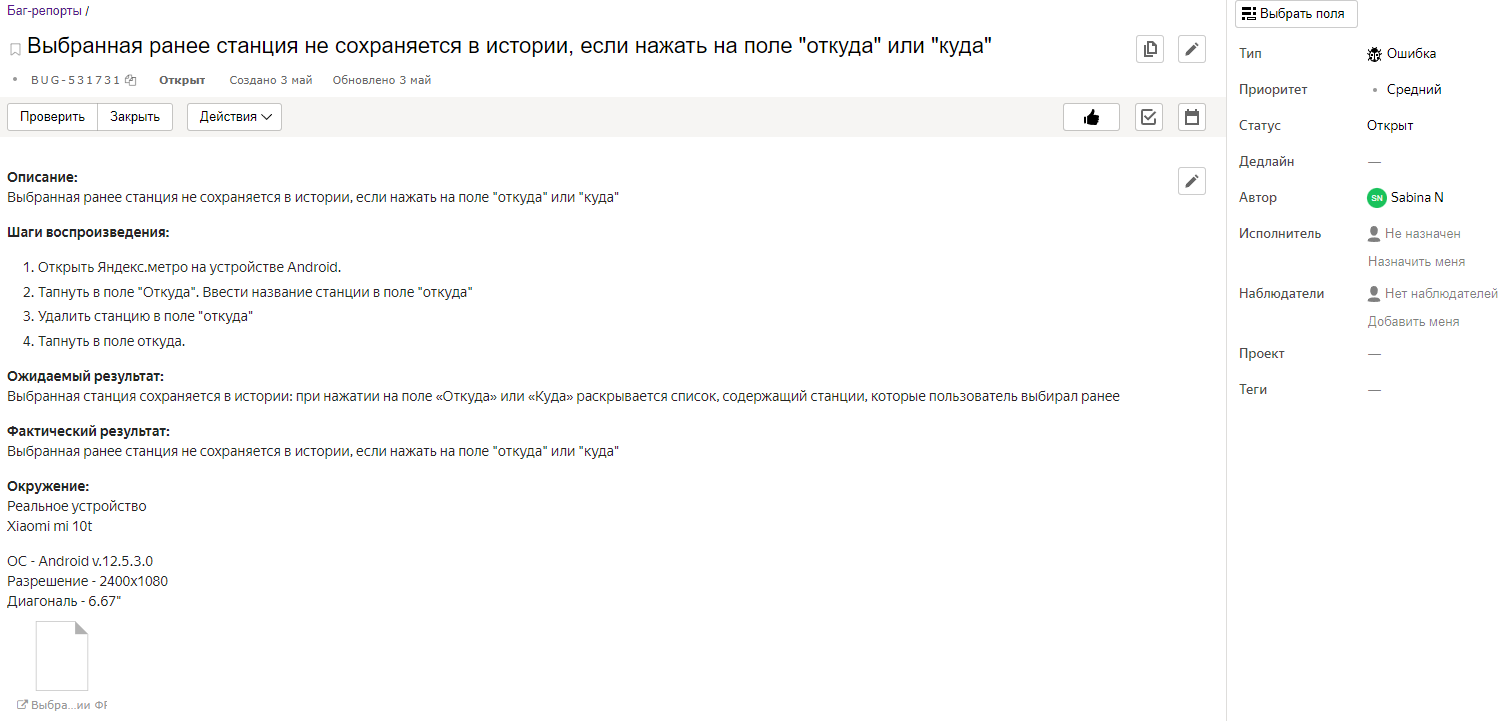 Баг-репорты /
Выбранная ранее станция не сохраняется в истории, если нажать на поле "откуда" или "куда"
BUG-531731 Открыт Создано 3 май Обновлено 3 май
Проверить Закрыть Действия
Описание:
Выбранная ранее станция не сохраняется в истории, если нажать на поле "откуда" или "куда"
Шаги воспроизведения:
1. Открыть Яндекс.метро на устройстве Android.
2. Тапнуть в поле "Откуда". Ввести название станции в поле "откуда"
3. Удалить станцию в поле "откуда"
4. Тапнуть в поле откуда.
Ожидаемый результат:
Выбранная станция сохраняется в истории: при нажатии на поле «Откуда» или «Куда» раскрывается список, содержащий станции, которые пользователь выбирал ранее
Фактический результат:
Выбранная ранее станция не сохраняется в истории, если нажать на поле "откуда" или "куда"
Окружение:
Реальное устройство
Xiaomi mi 10t
ОС - Android v.12.5.3.0
Разрешение - 2400x1080
Диагональ - 6.67"
Выбра...ии ФР
Выбрать поля
Тип Ошибка
Приоритет Средний
Статус Открыт
Дедлайн —
Автор SN Sabina N
Исполнитель Не назначен
Назначить меня
Наблюдатели Нет наблюдателей
Добавить меня
Проект —
Теги —